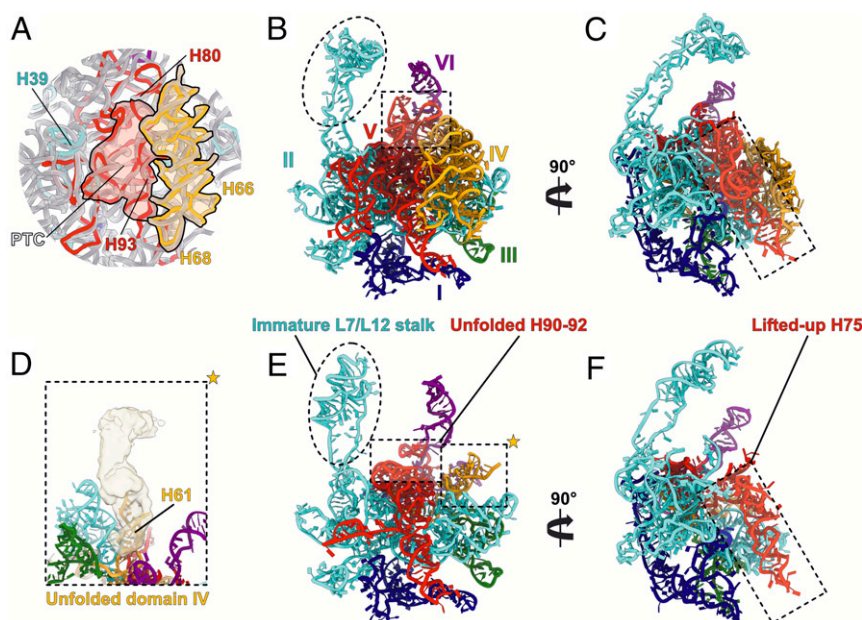 A
H80
H39
PTC
H93
H66
H68
B
VI
V
II
IV
III
I
90°
C
Immature L7/L12 stalk
Unfolded H90-92
Lifted-up H75
D
H61
Unfolded domain IV
E
90°
F